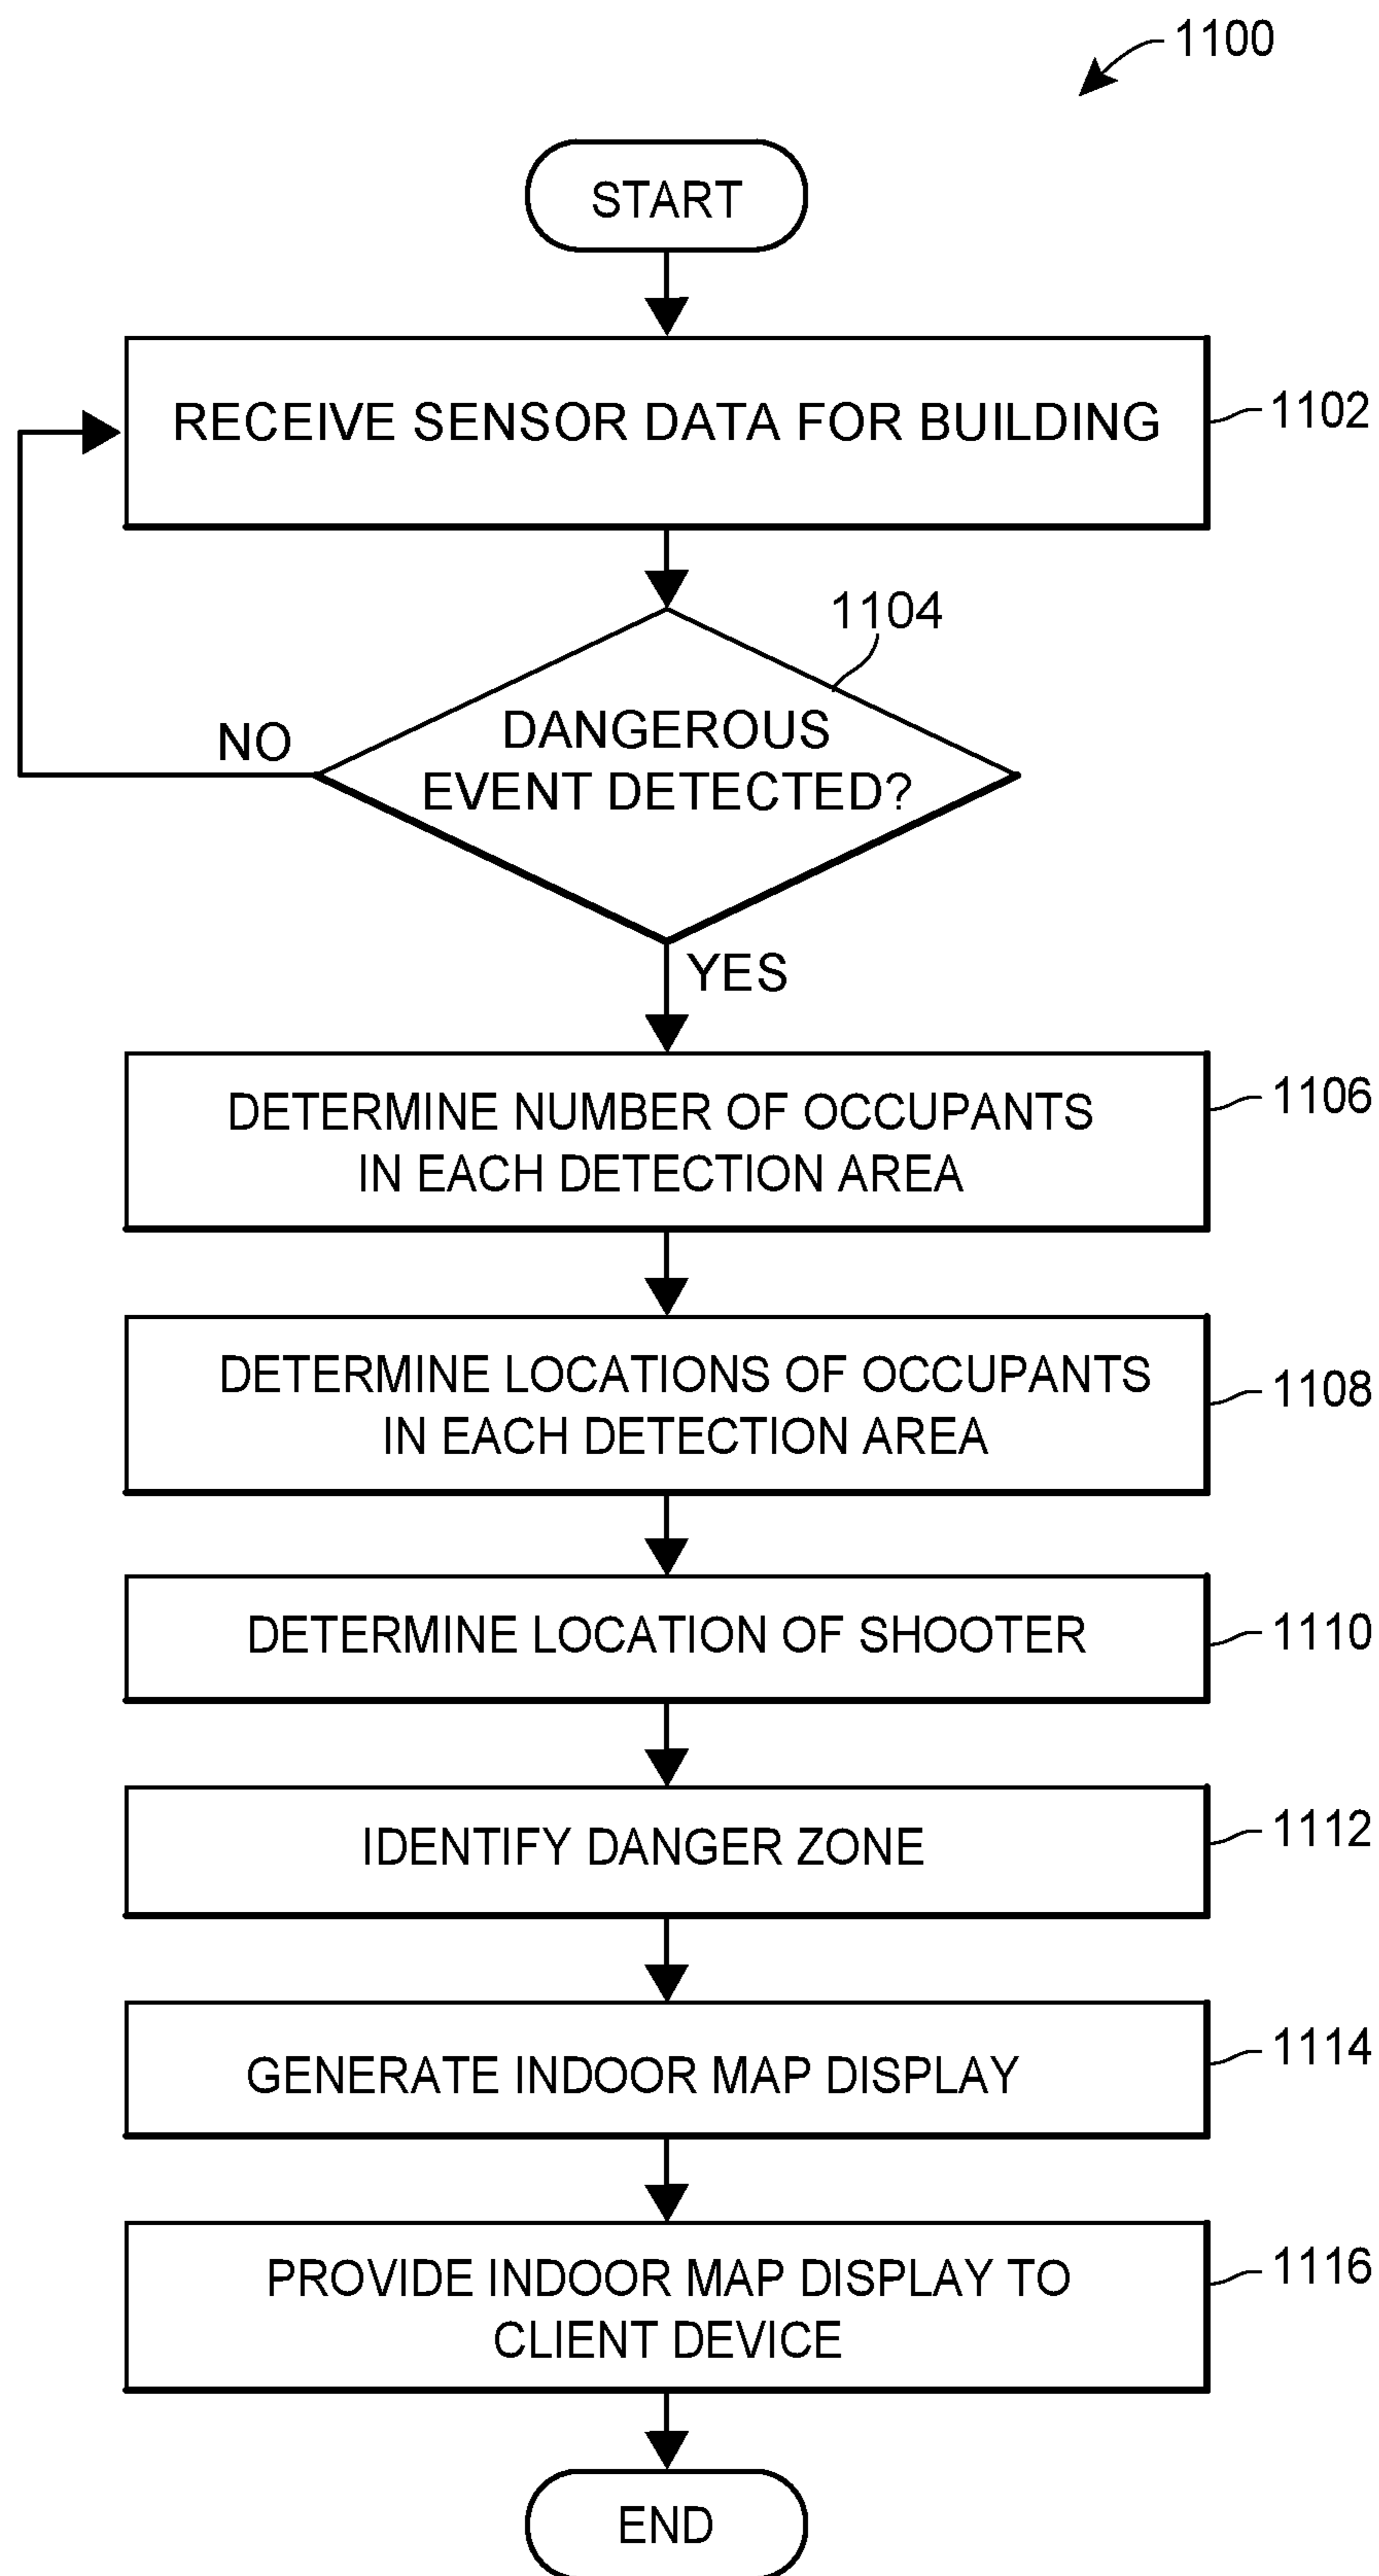 1100
START
RECEIVE SENSOR DATA FOR BUILDING
1102
1104
DANGEROUS
EVENT DETECTED?
NO
YES
DETERMINE NUMBER OF OCCUPANTS
IN EACH DETECTION AREA
1106
DETERMINE LOCATIONS OF OCCUPANTS
IN EACH DETECTION AREA
1108
DETERMINE LOCATION OF SHOOTER
1110
IDENTIFY DANGER ZONE
1112
GENERATE INDOOR MAP DISPLAY
1114
PROVIDE INDOOR MAP DISPLAY TO
CLIENT DEVICE
1116
END